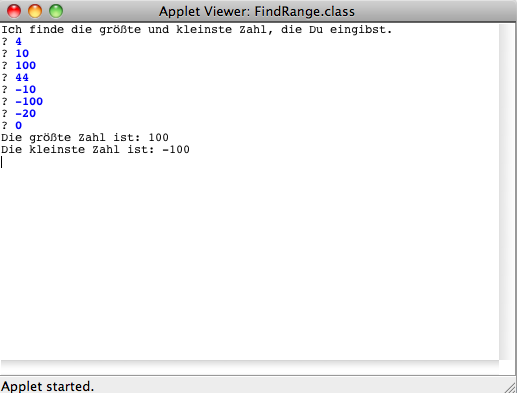 Applet Viewer: FindRange.class
Ich finde die größte und kleinste Zahl, die Du eingibst.
? 4
? 10
? 100
? 44
? -10
? -100
? -20
? 0
Die größte Zahl ist: 100
Die kleinste Zahl ist: -100
Applet started.